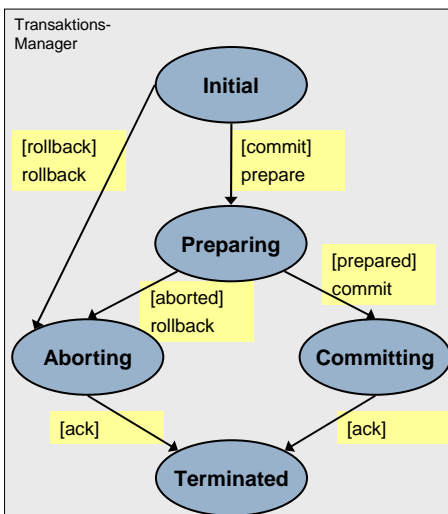 Transaktions-
Manager
Initial
[rollback]
rollback
[commit]
prepare
Preparing
[prepared]
commit
[aborted]
rollback
Aborting
Committing
[ack]
[ack]
Terminated